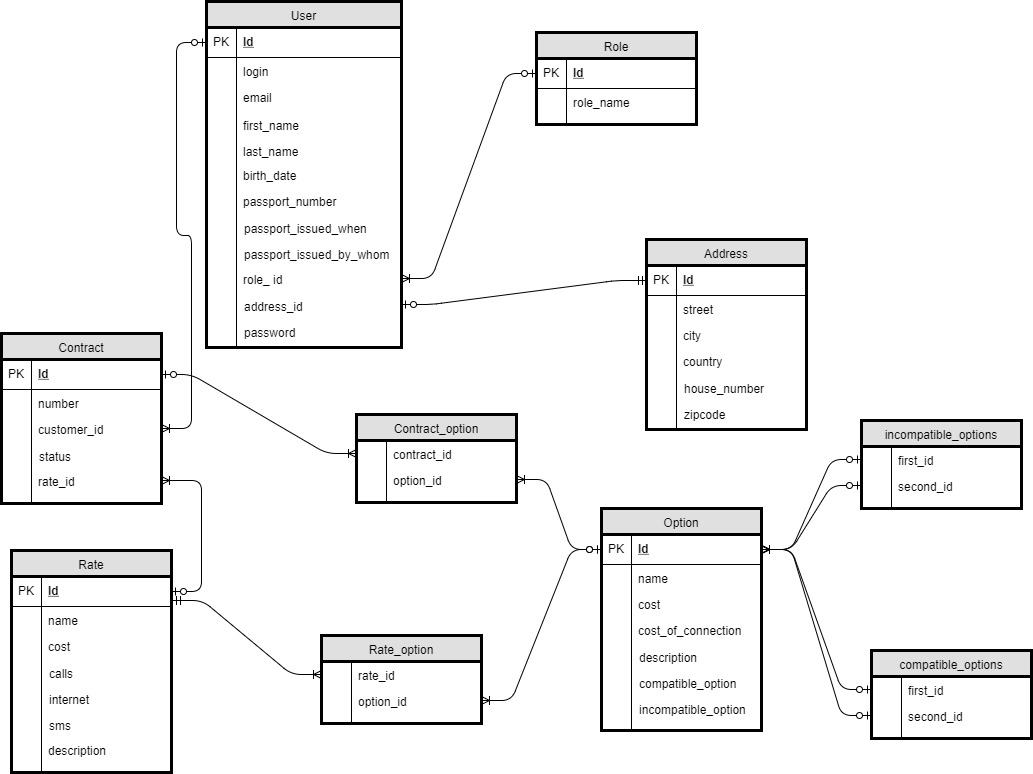 User
PK Id
login
email
first_name
last_name
birth_date
passport_number
passport_issued_when
passport_issued_by_whom
role_ id
address_id
password
Role
PK Id
role_name
Address
PK Id
street
city
country
house_number
zipcode
Contract
PK Id
number
customer_id
status
rate_id
Contract_option
contract_id
option_id
incompatible_options
first_id
second_id
Option
PK Id
name
cost
cost_of_connection
description
compatible_option
incompatible_option
Rate
PK Id
name
cost
calls
internet
sms
description
Rate_option
rate_id
option_id
compatible_options
first_id
second_id